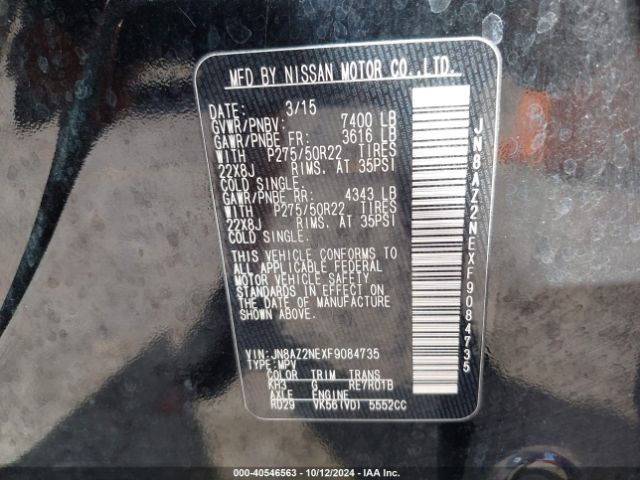 MFD BY NISSAN MOTOR CO.,LTD.
DATE: 3/15
GVWR/PNBV: 7400 LB
GAWR/PNBE FR: 3616 LB
WITH P275/50R22 TIRES
22X8J RIMS. AT 35PSI
COLD SINGLE.
GAWR/PNBE RR: 4343 LB
WITH P275/50R22 TIRES
22X8J RIMS. AT 35PSI
COLD SINGLE.
THIS VEHICLE CONFORMS TO
ALL APPLICABLE FEDERAL
MOTOR VEHICLE SAFETY
STANDARDS IN EFFECT ON
THE DATE OF MANUFACTURE
SHOWN ABOVE.
VIN: JN8AZ2NEXF9084735
TYPE: MPV
COLOR TRIM TRANS
KH3 G RE7R01B
AXLE ENGINE
RD29 VK56(VD) 5552CC
JN8AZ2NEXF9084735
000-40546563 - 10/12/2024 - IAA Inc.